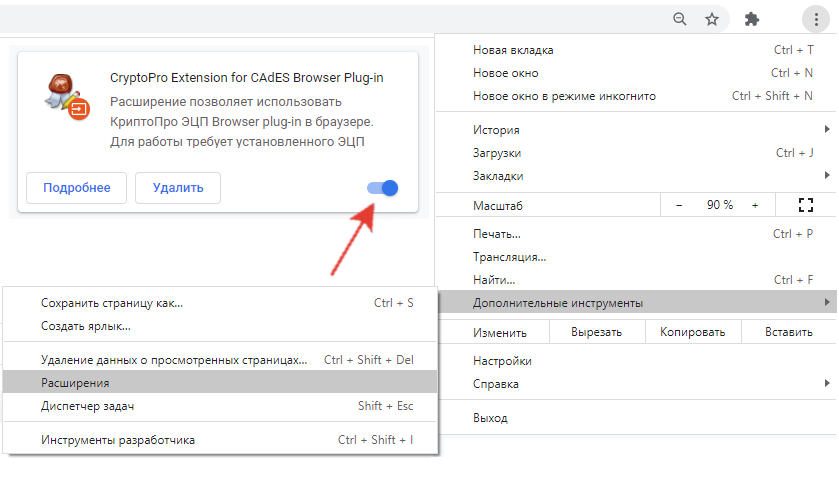 CryptoPro Extension for CAdES Browser Plug-in
Расширение позволяет использовать
КриптоПро ЭЦП Browser plug-in в браузере.
Для работы требует установленного ЭЦП
Подробнее
Удалить
Новая вкладка Ctrl + T
Новое окно Ctrl + N
Новое окно в режиме инкогнито Ctrl + Shift + N
История
Загрузки Ctrl + J
Закладки
Масштаб − 90 % +
Печать... Ctrl + P
Трансляция...
Найти... Ctrl + F
Дополнительные инструменты
Изменить Вырезать Копировать Вставить
Настройки
Справка
Выход
Сохранить страницу как... Ctrl + S
Создать ярлык...
Удаление данных о просмотренных страницах... Ctrl + Shift + Del
Расширения
Диспетчер задач Shift + Esc
Инструменты разработчика Ctrl + Shift + I